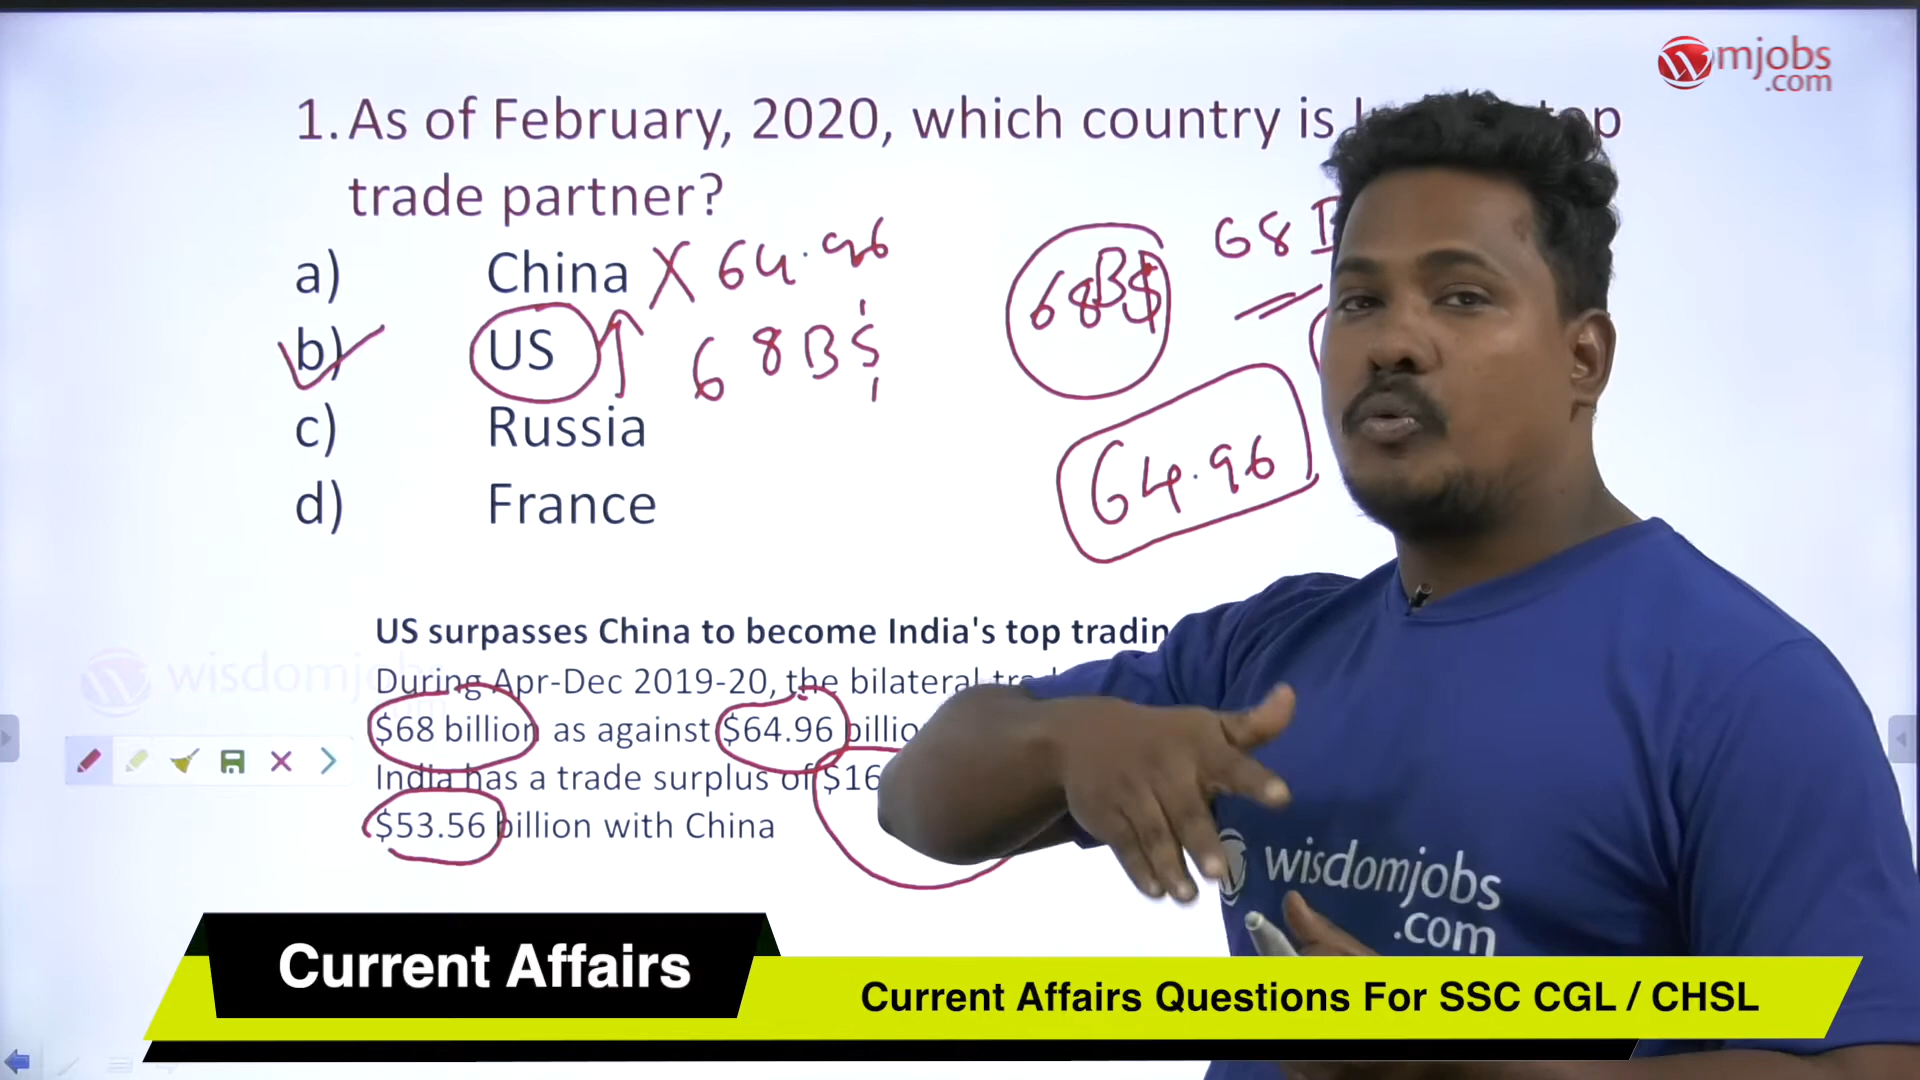 mjobs
.com
1. As of February, 2020, which country is
trade partner?
a) China X 64.96
b) US 68B$
c) Russia
d) France
68B$
68
64.96
US surpasses China to become India's top tradin
During Apr-Dec 2019-20, the bilateral
$68 billion as against $64.96 billio
India has a trade surplus of $16
$53.56 billion with China
wisdomjobs
.com
wisdomjobs
.com
Current Affairs
Current Affairs Questions For SSC CGL / CHSL